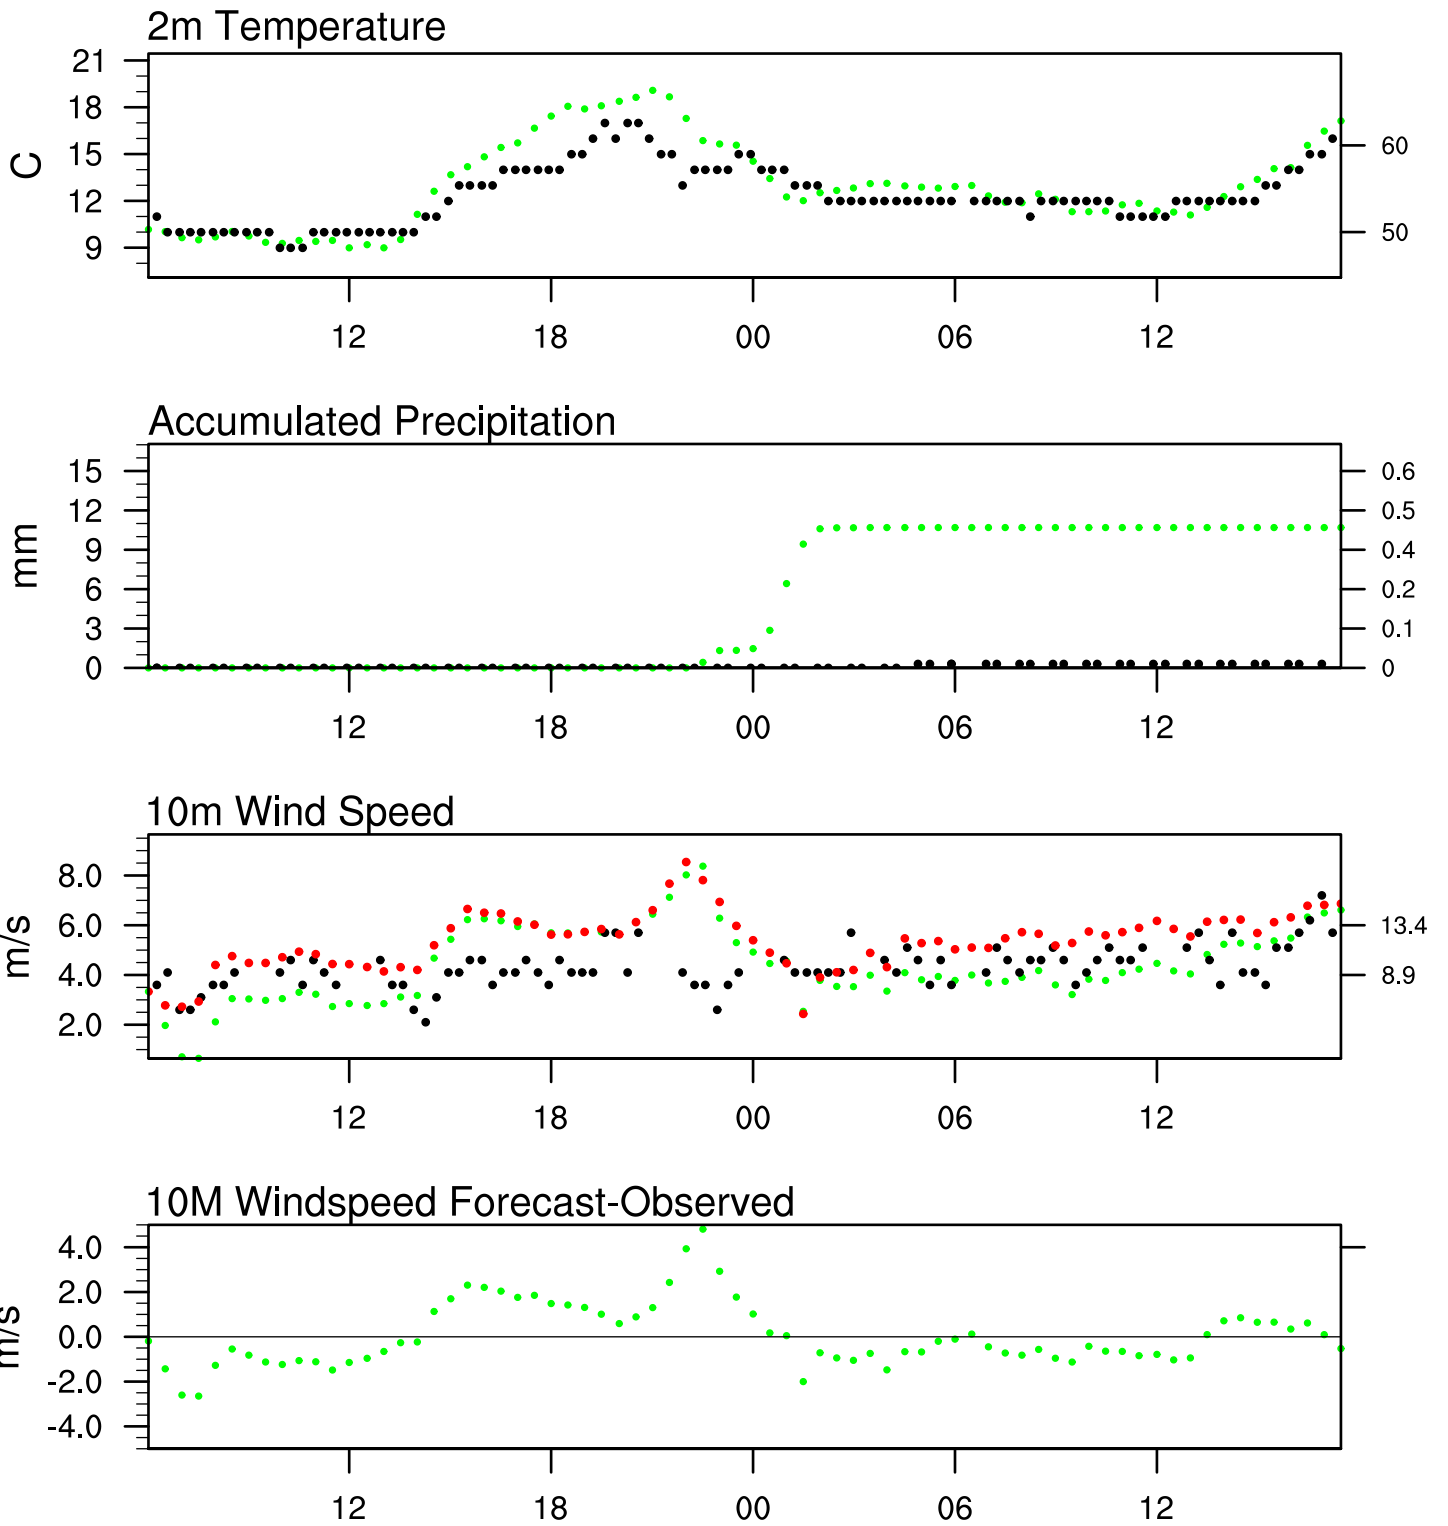 2m Temperature
21
18
15
12
9
C
60
50
12 18 00 06 12
Accumulated Precipitation
15
12
9
6
3
0
mm
0.6
0.5
0.4
0.2
0.1
0
12 18 00 06 12
10m Wind Speed
8.0
6.0
4.0
2.0
m/s
13.4
8.9
12 18 00 06 12
10M Windspeed Forecast-Observed
4.0
2.0
0.0
-2.0
-4.0
m/s
12 18 00 06 12